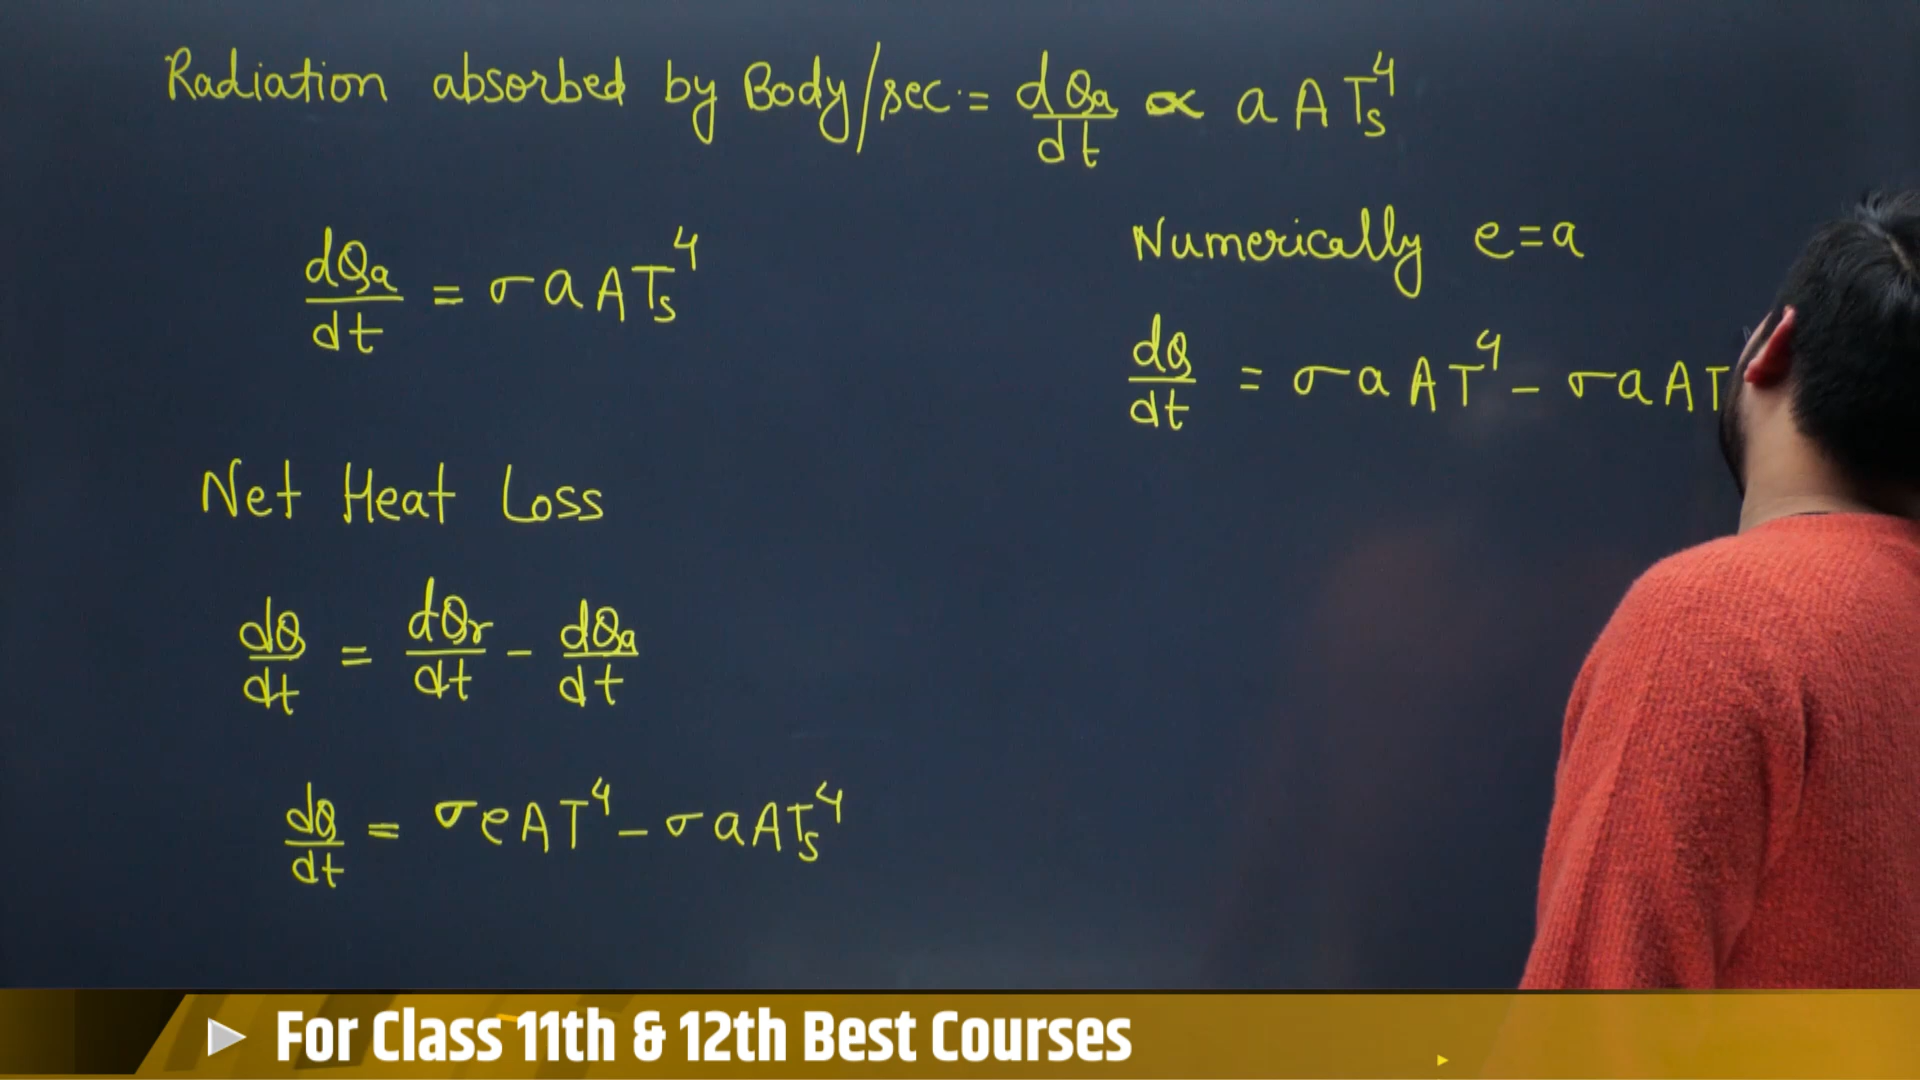 Radiation absorbed by Body/sec. = dQa/dt ∝ a A Ts⁴
dQa/dt = σ a A Ts⁴
Net Heat Loss
dQ/dt = dQr/dt - dQa/dt
dQ/dt = σ e A T⁴ - σ a A Ts⁴
Numerically e = a
dQ/dt = σ a A T⁴ - σ a A T
For Class 11th & 12th Best Courses